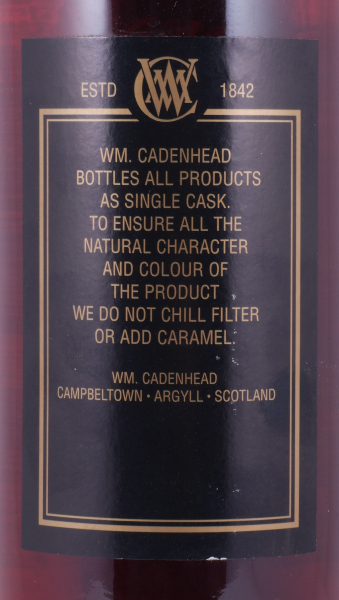 ESTD WC 1842
WM. CADENHEAD
BOTTLES ALL PRODUCTS
AS SINGLE CASK.
TO ENSURE ALL THE
NATURAL CHARACTER
AND COLOUR OF
THE PRODUCT
WE DO NOT CHILL FILTER
OR ADD CARAMEL.
WM. CADENHEAD
CAMPBELTOWN · ARGYLL · SCOTLAND